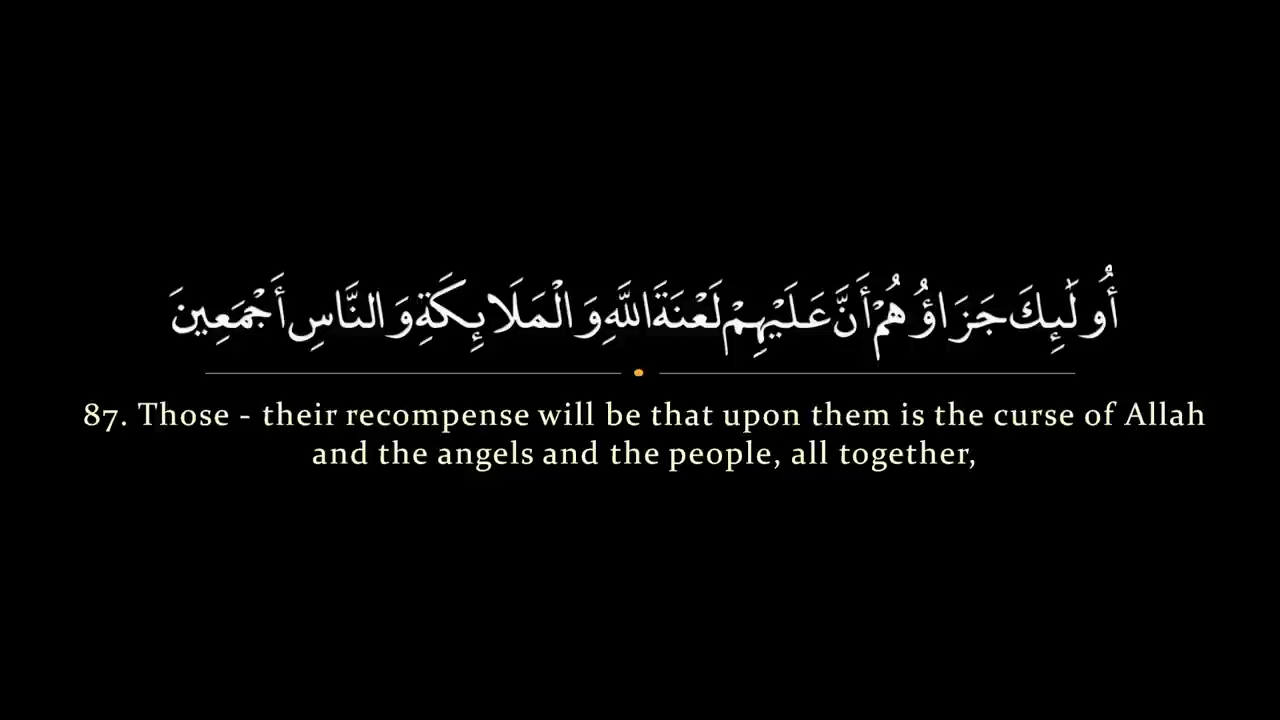 أُولَٰئِكَ جَزَاؤُهُمْ أَنَّ عَلَيْهِمْ لَعْنَةَ اللَّهِ وَالْمَلَائِكَةِ وَالنَّاسِ أَجْمَعِينَ
87. Those - their recompense will be that upon them is the curse of Allah
and the angels and the people, all together,